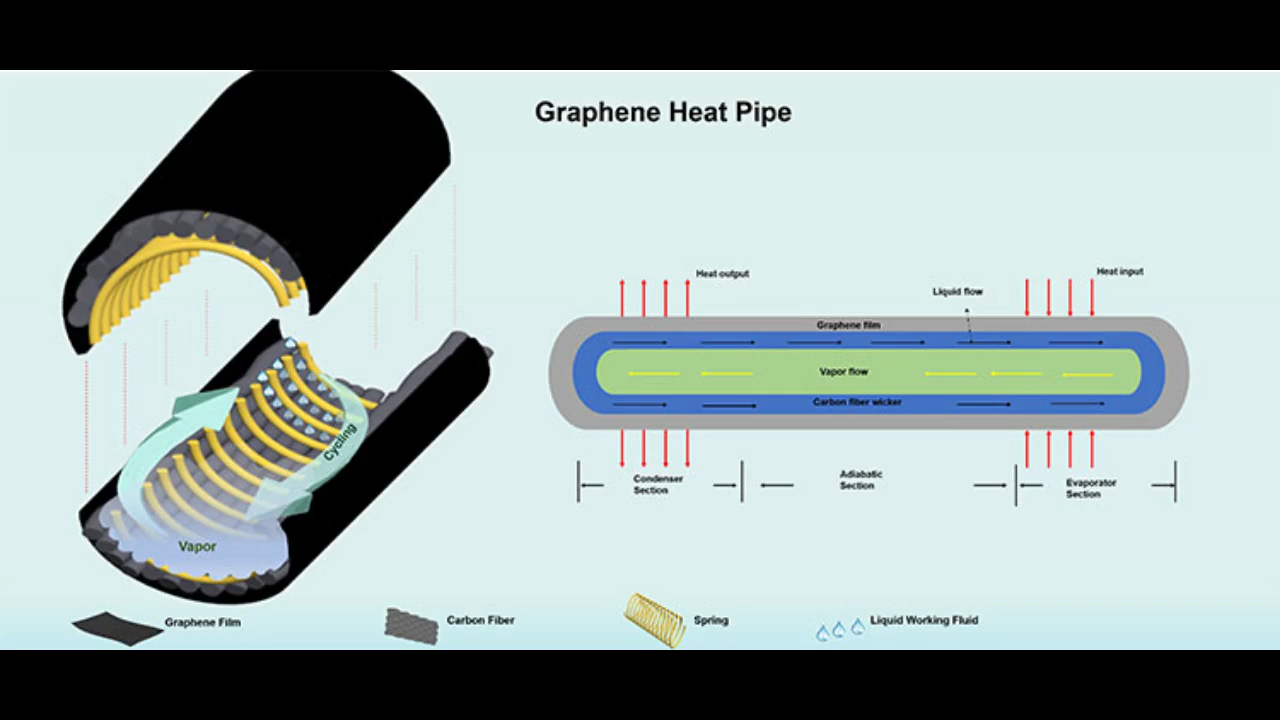 Graphene Heat Pipe
Heat output
Heat input
Liquid flow
Graphene film
Vapor flow
Carbon fiber wicker
Cycling
Condenser
Section
Adiabatic
Section
Evaporator
Section
Vapor
Graphene Film
Carbon Fiber
Spring
Liquid Working Fluid